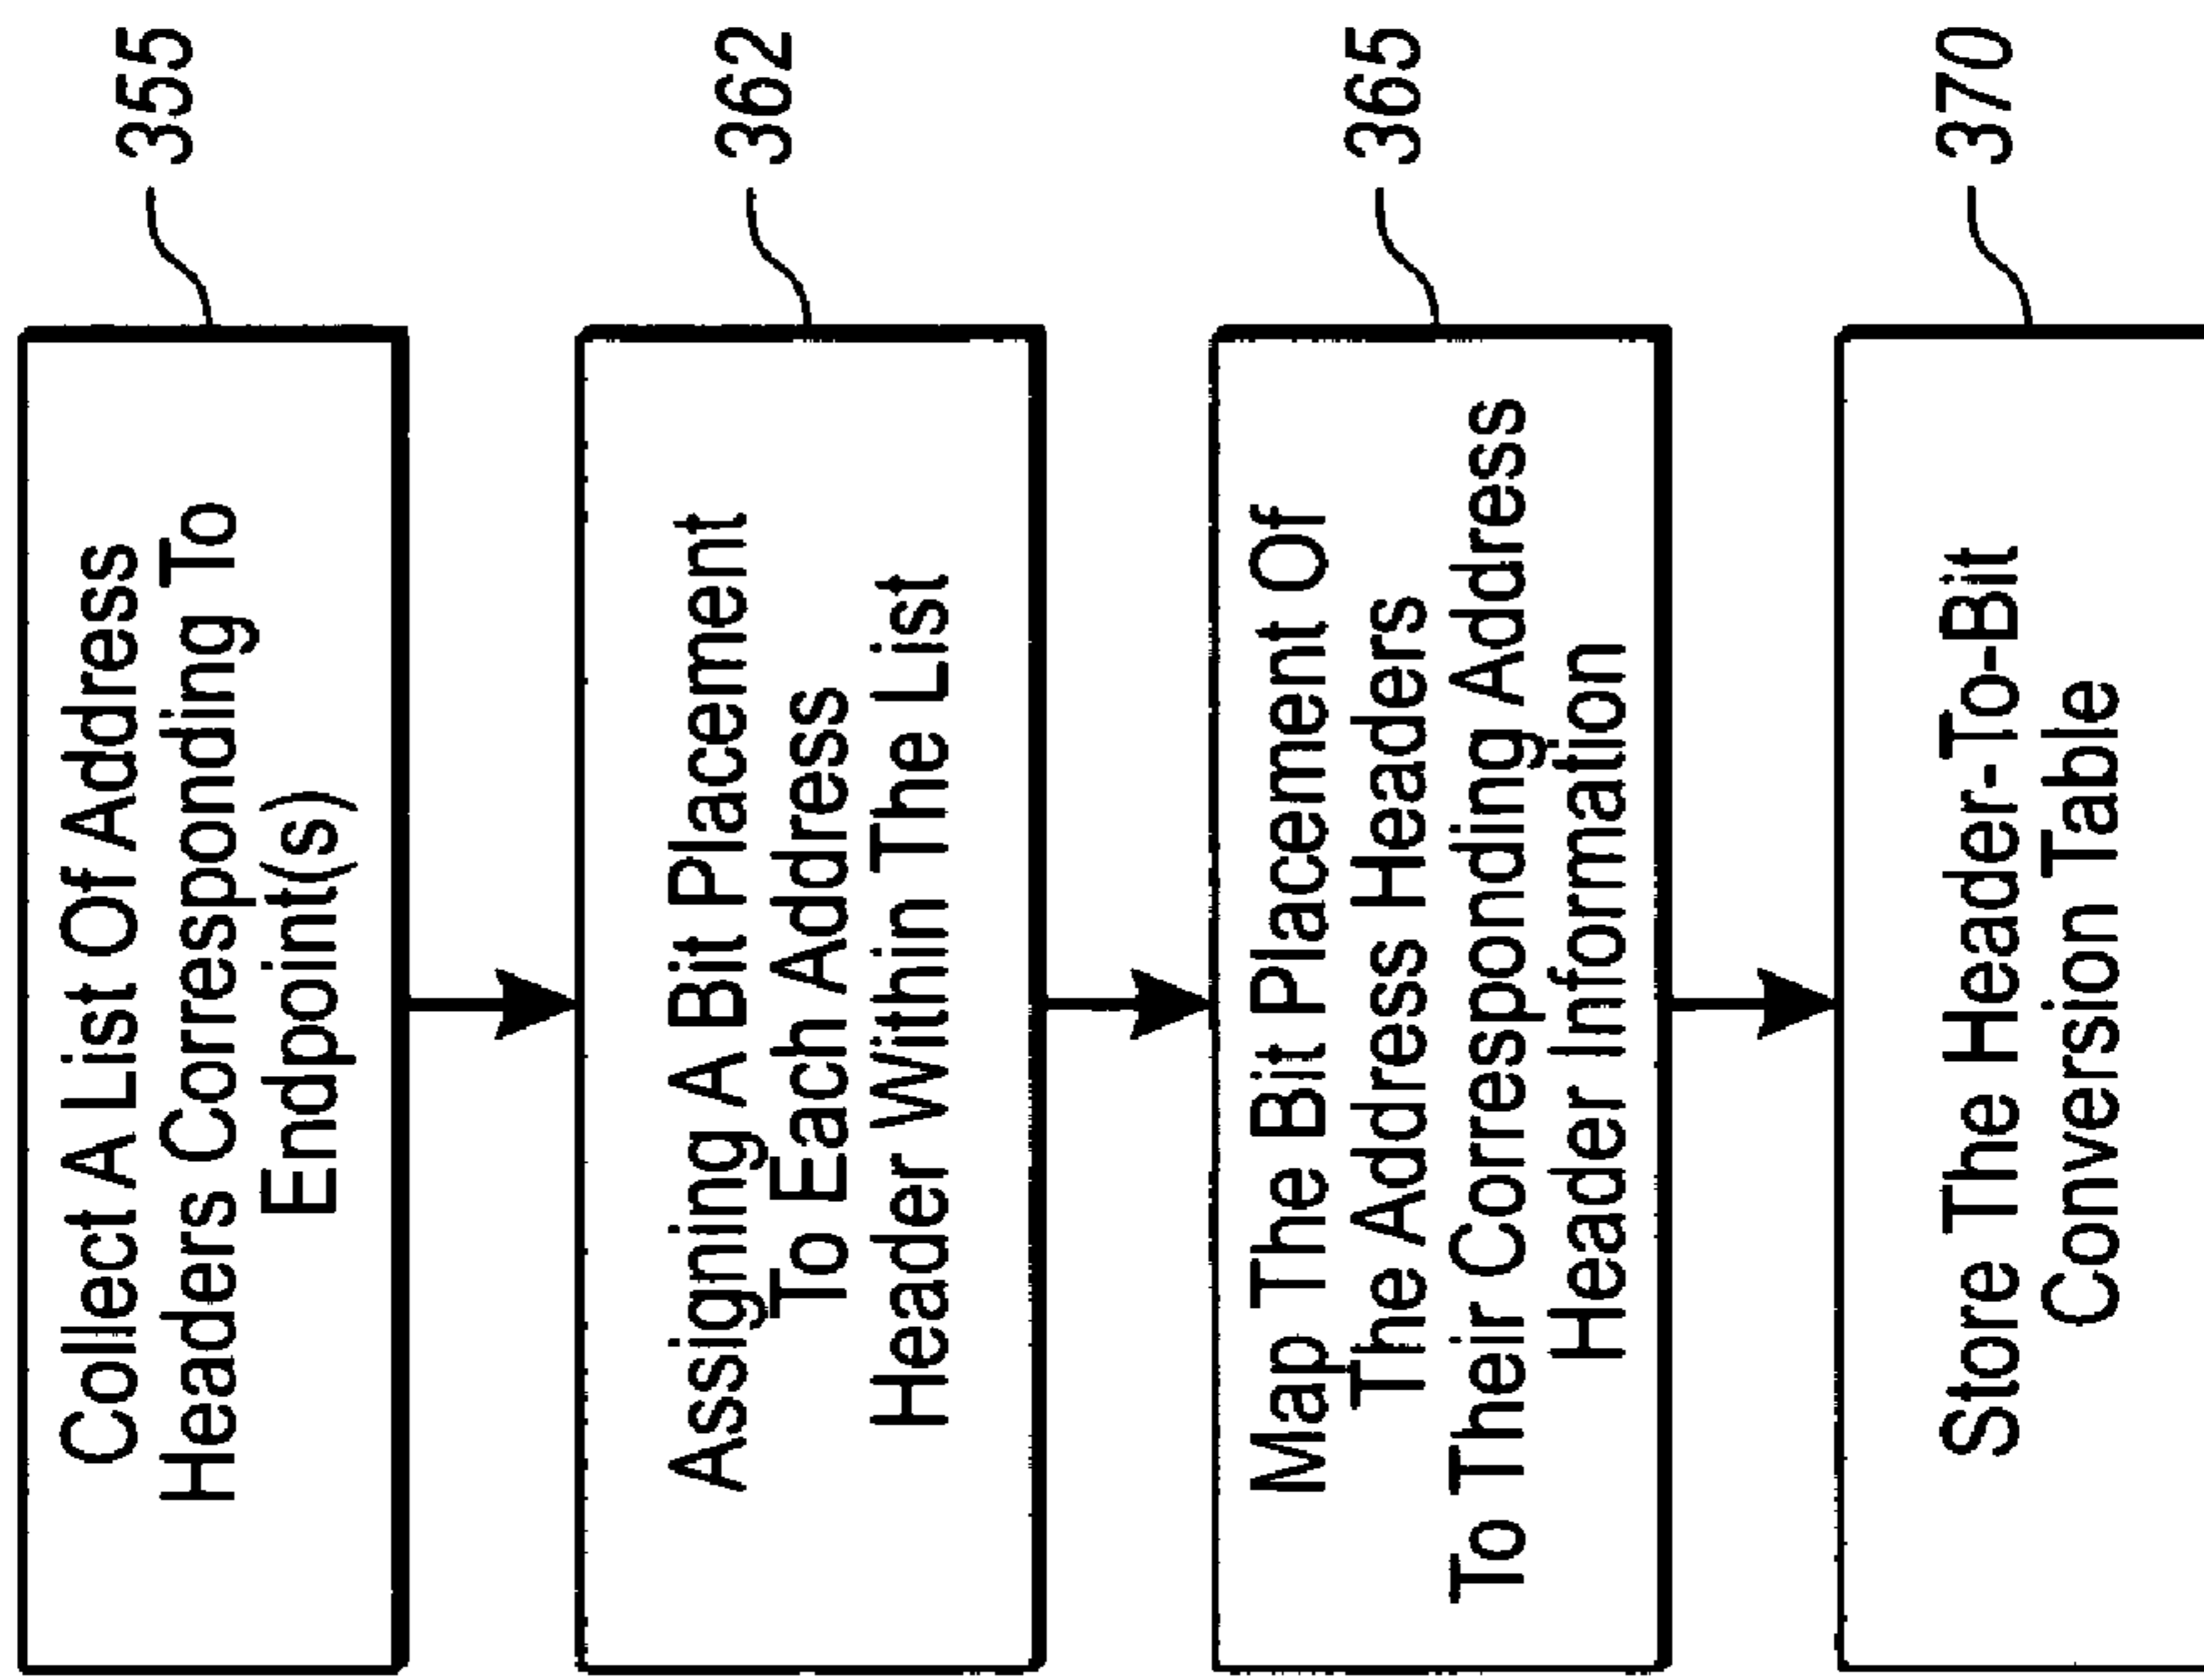 Collect A List Of Address
Headers Corresponding To
Endpoint(s)
355
Assigning A Bit Placement
To Each Address
Header Within The List
362
Map The Bit Placement Of
The Address Headers
To Their Corresponding Address
Header Information
365
Store The Header-To-Bit
Conversion Table
370